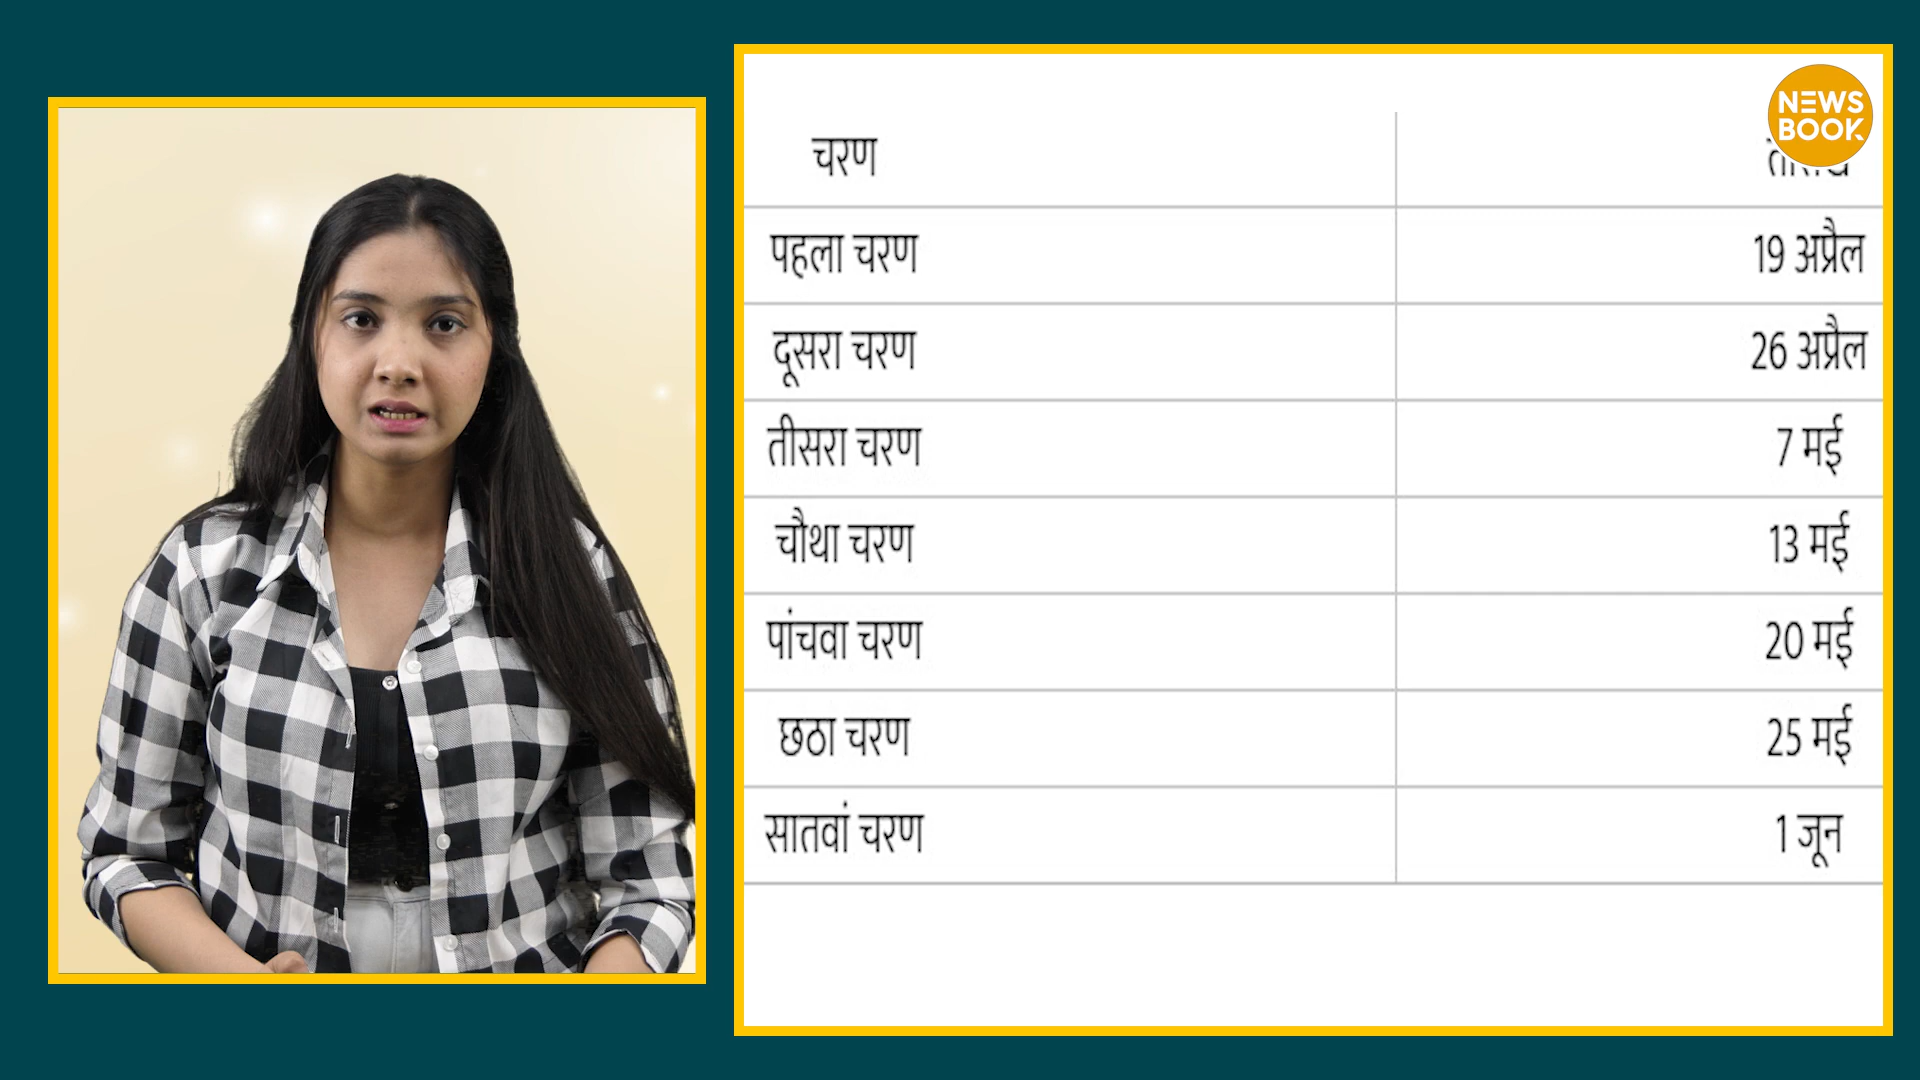 NEWS
BOOK
चरण
पहला चरण 19 अप्रैल
दूसरा चरण 26 अप्रैल
तीसरा चरण 7 मई
चौथा चरण 13 मई
पांचवा चरण 20 मई
छठा चरण 25 मई
सातवां चरण 1 जून